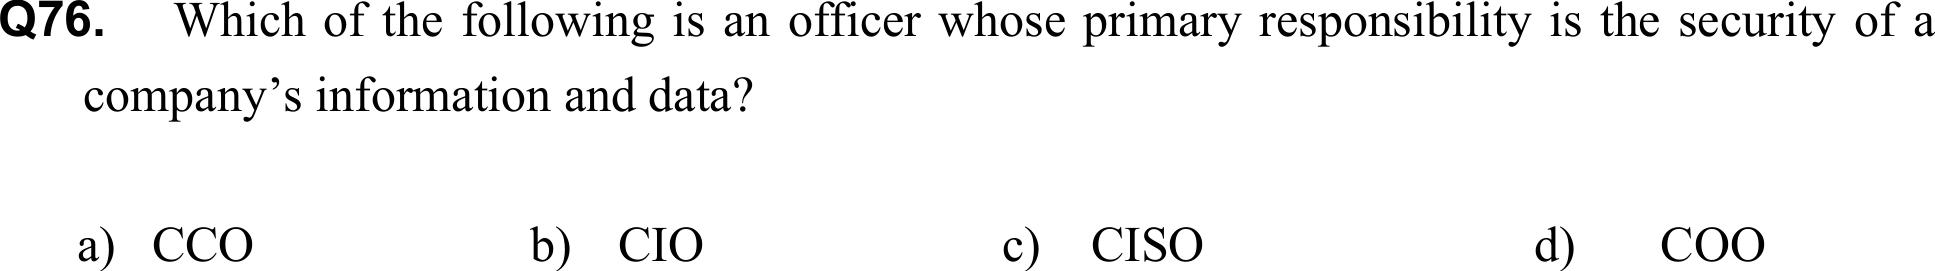 Q76. Which of the following is an officer whose primary responsibility is the security of a
company’s information and data?
a) CCO b) CIO c) CISO d) COO